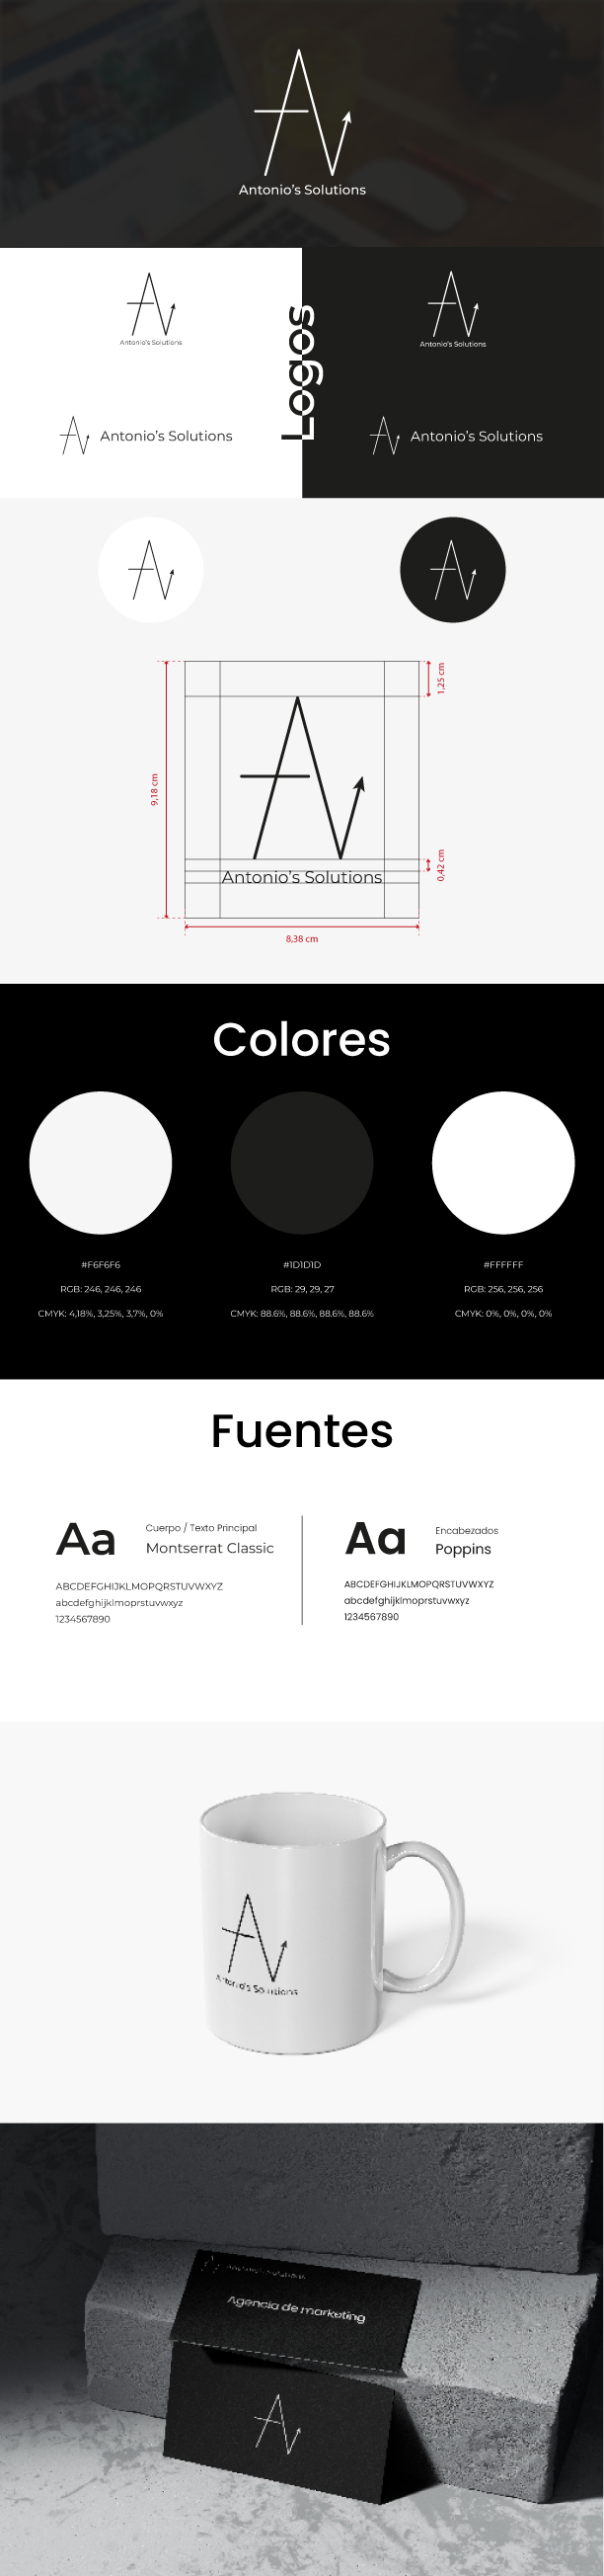 Antonio's Solutions
Logos
Antonio's Solutions
Antonio's Solutions
Antonio's Solutions
Antonio's Solutions
1,25 cm
9,18 cm
0,42 cm
Antonio's Solutions
8,38 cm
Colores
#F6F6F6
RGB: 246, 246, 246
CMYK: 4,18%, 3,25%, 3,7%, 0%
#1D1D1D
RGB: 29, 29, 27
CMYK: 88.6%, 88.6%, 88.6%, 88.6%
#FFFFFF
RGB: 256, 256, 256
CMYK: 0%, 0%, 0%, 0%
Fuentes
Aa
Cuerpo / Texto Principal
Montserrat Classic
ABCDEFGHIJKLMOPQRSTUVWXYZ
abcdefghijklmoprstuvwxyz
1234567890
Aa
Encabezados
Poppins
ABCDEFGHIJKLMOPQRSTUVWXYZ
abcdefghijklmoprstuvwxyz
1234567890
Antonio's Solutions
Agencia de marketing